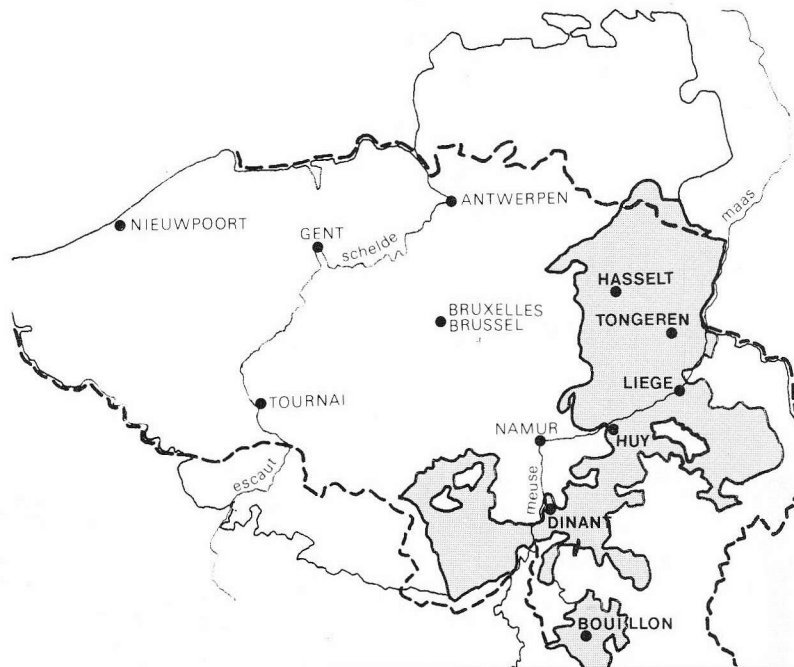 ANTWERPEN
maas
NIEUWPOORT
GENT
schelde
HASSELT
BRUXELLES
BRUSSEL
TONGEREN
LIEGE
TOURNAI
NAMUR
HUY
escaut
meuse
DINANT
BOUILLON